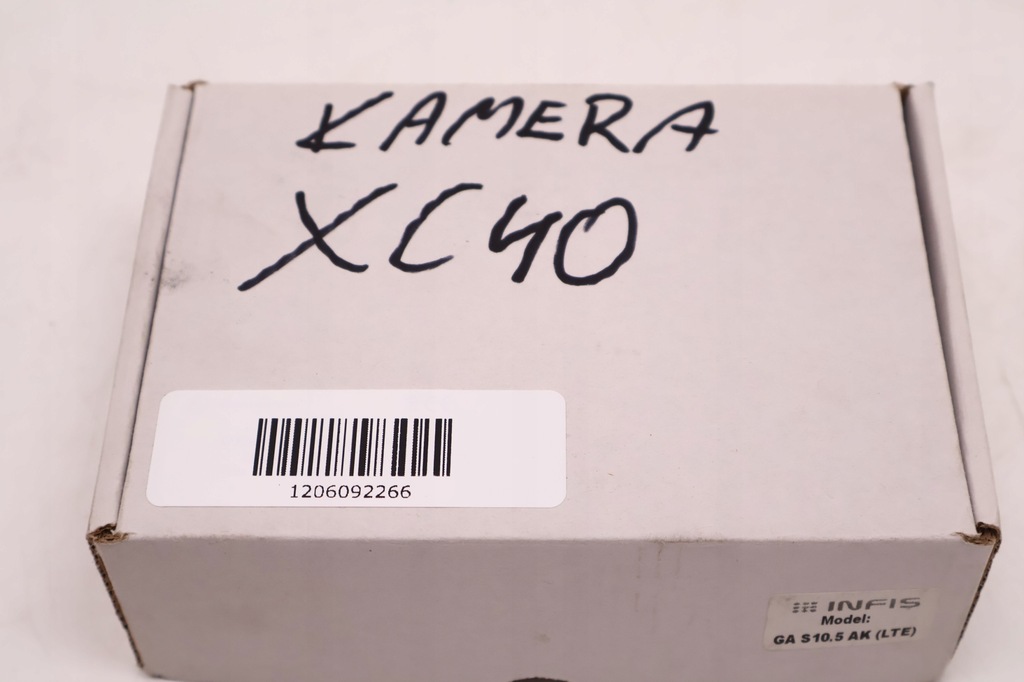 KAMERA
XC40
1206092266
INFIS
Model:
GA S10.5 AK (LTE)